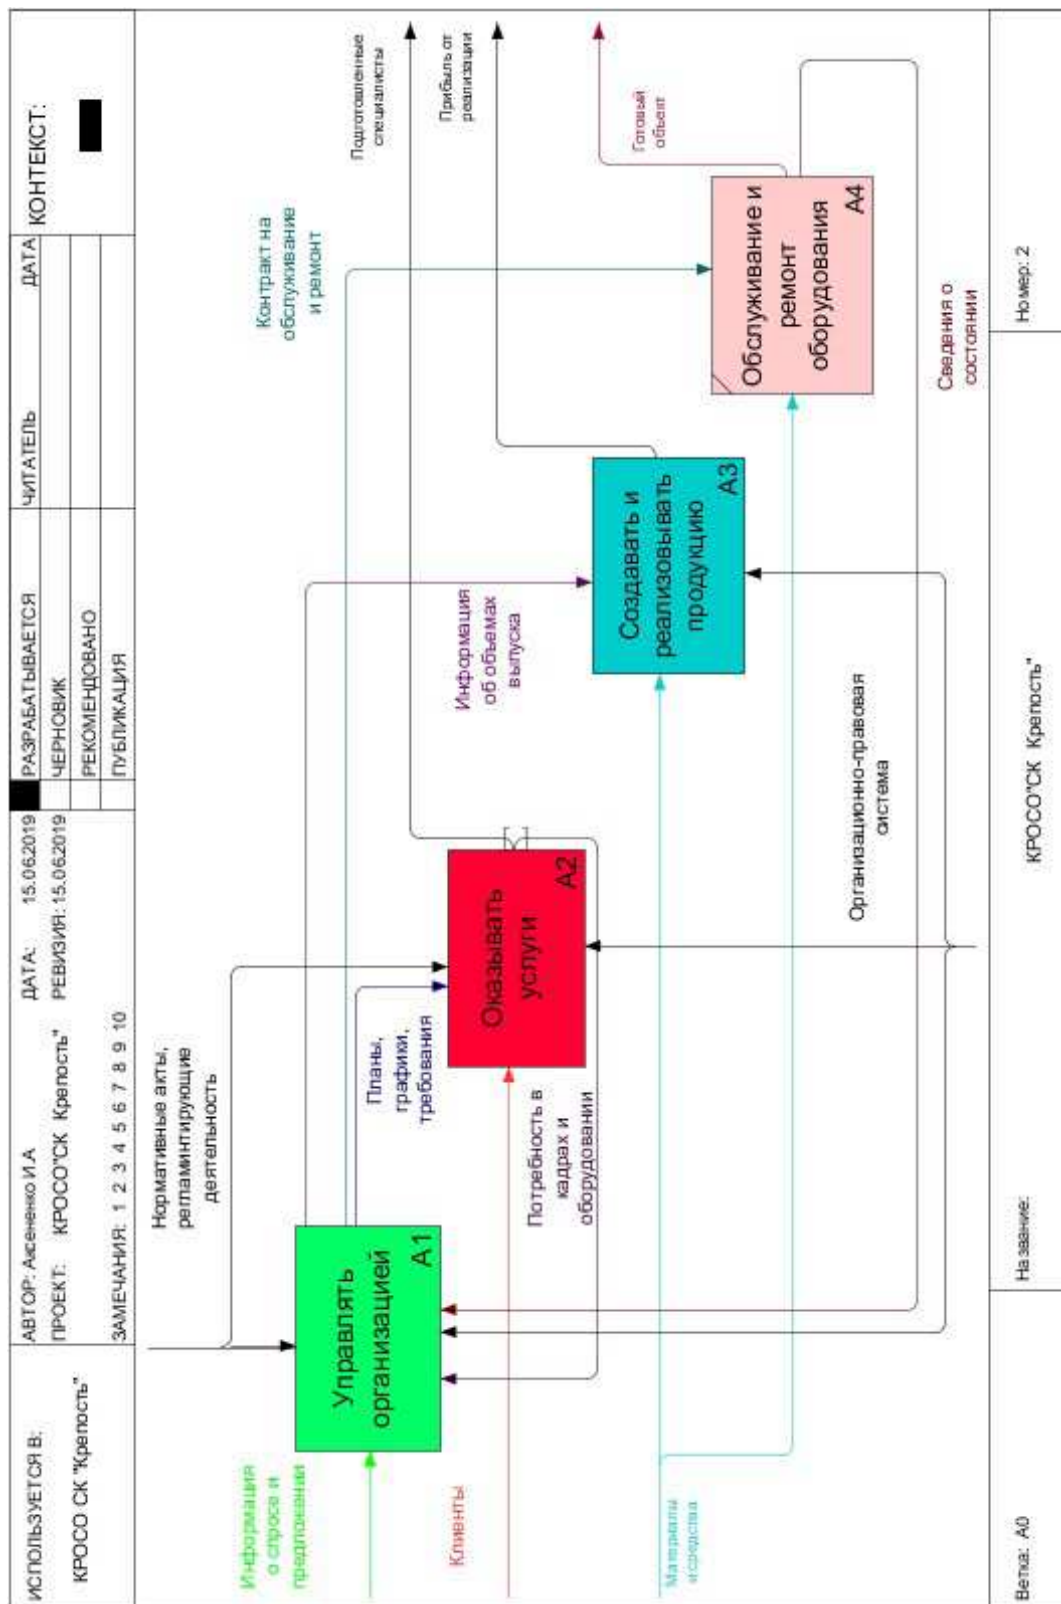 ИСПОЛЬЗУЕТСЯ В:
КРОСО СК "Крепость"
АВТОР: Аксененко И.А
ДАТА: 15.06.2019
ПРОЕКТ: КРОСО"СК Крепость"
РЕВИЗИЯ: 15.06.2019
ЗАМЕЧАНИЯ: 1 2 3 4 5 6 7 8 9 10
РАЗРАБАТЫВАЕТСЯ
ЧЕРНОВИК
РЕКОМЕНДОВАНО
ПУБЛИКАЦИЯ
ЧИТАТЕЛЬ
ДАТА
КОНТЕКСТ:
Нормативные акты,
регламинтирующие
деятельность
Информация
о спросе и
предложении
Управлять
организацией
A1
Планы,
графики,
требования
Контракт на
обслуживание
и ремонт
Подготовленные
специалисты
Прибыль от
реализации
Клиенты
Оказывать
услуги
A2
Потребность в
кадрах и
оборудовании
Информация
об объемах
выпуска
Готовый
объект
Материалы
и средства
Создавать и
реализовывать
продукцию
A3
Обслуживание и
ремонт
оборудования
A4
Организационно-правовая
система
Сведения о
состоянии
Ветка: A0
Название:
КРОСО"СК Крепость"
Номер: 2